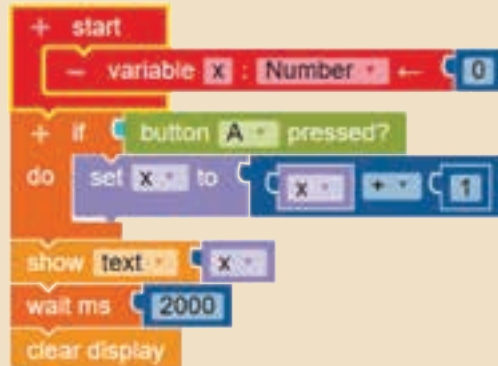 + start
− variable x : Number ← 0
+ if button A pressed?
do set x to x + 1
show text x
wait ms 2000
clear display